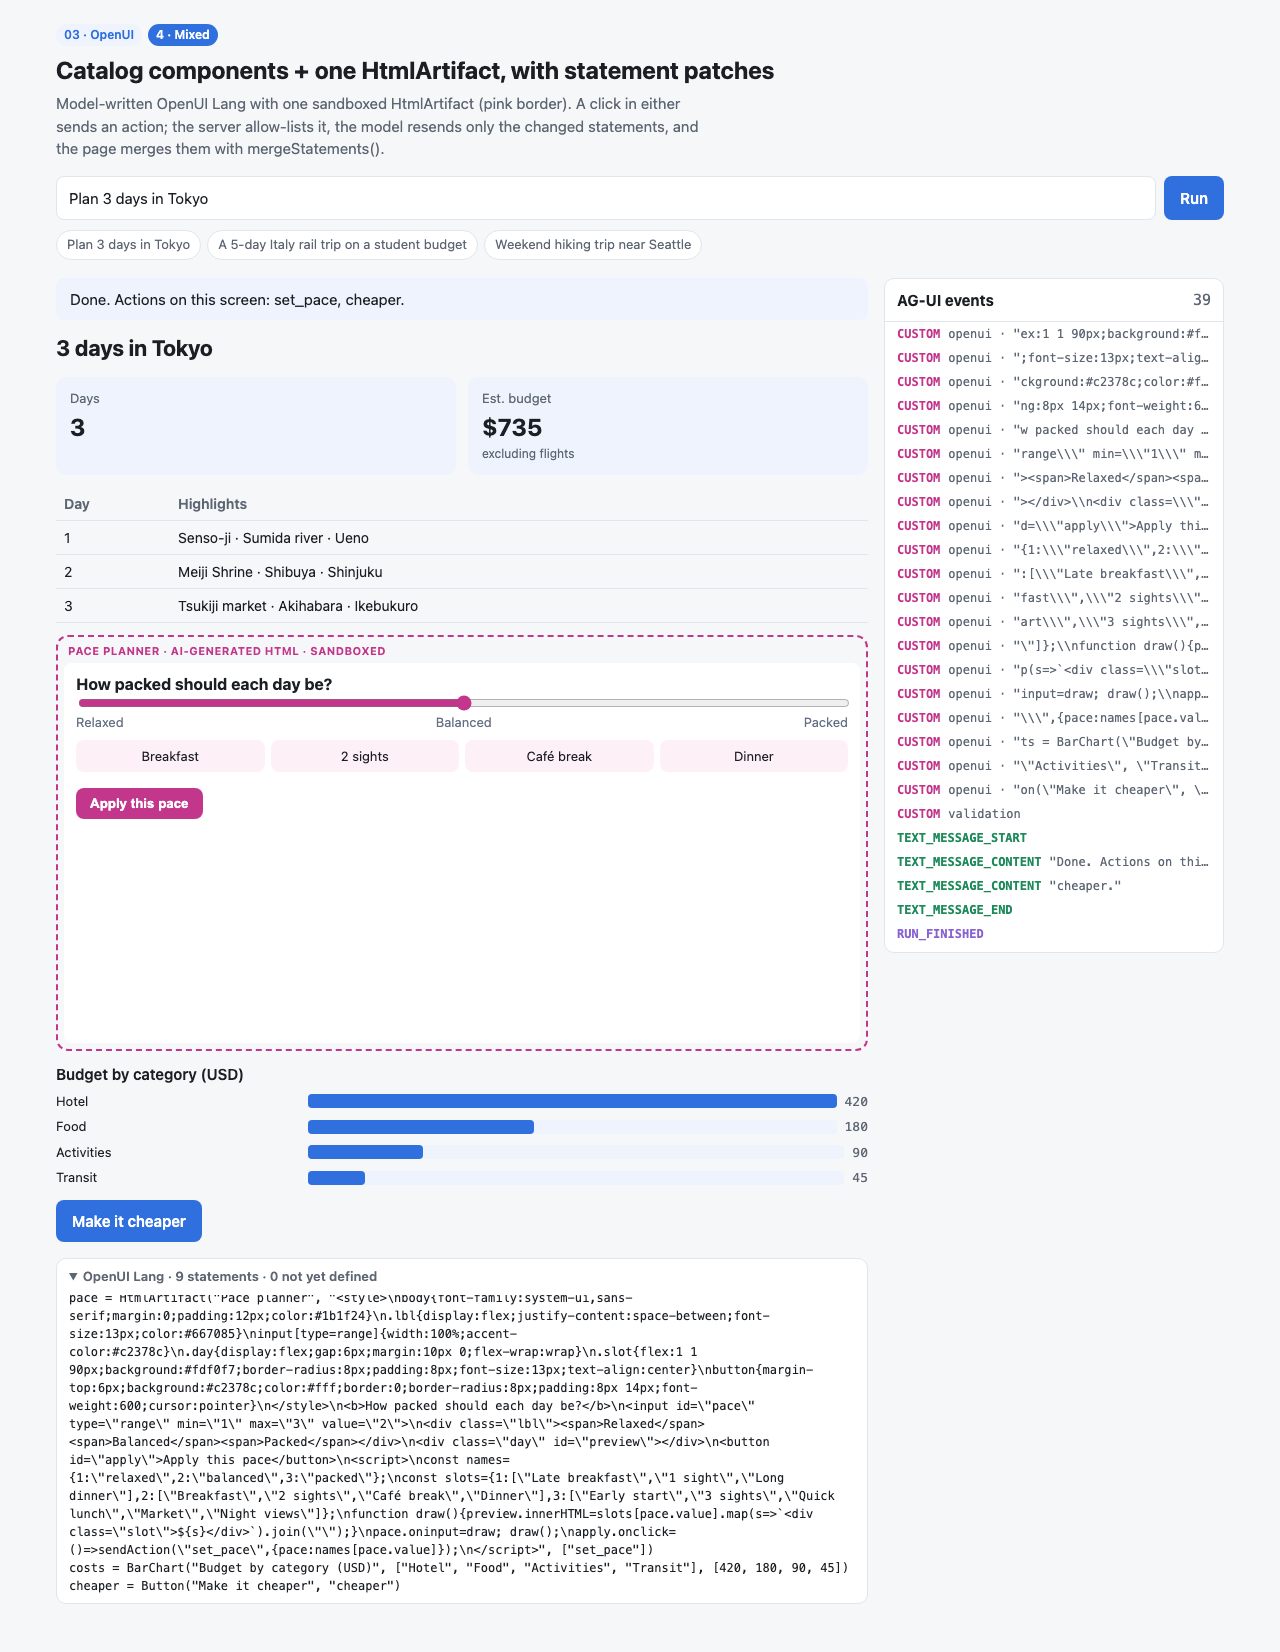 03 · OpenUI
4 · Mixed
Catalog components + one HtmlArtifact, with statement patches
Model-written OpenUI Lang with one sandboxed HtmlArtifact (pink border). A click in either
sends an action; the server allow-lists it, the model resends only the changed statements, and
the page merges them with mergeStatements().
Plan 3 days in Tokyo
Run
Plan 3 days in Tokyo
A 5-day Italy rail trip on a student budget
Weekend hiking trip near Seattle
Done. Actions on this screen: set_pace, cheaper.
3 days in Tokyo
Days
3
Est. budget
$735
excluding flights
Day Highlights
1 Senso-ji · Sumida river · Ueno
2 Meiji Shrine · Shibuya · Shinjuku
3 Tsukiji market · Akihabara · Ikebukuro
PACE PLANNER · AI-GENERATED HTML · SANDBOXED
How packed should each day be?
Relaxed Balanced Packed
Breakfast 2 sights Café break Dinner
Apply this pace
Budget by category (USD)
Hotel 420
Food 180
Activities 90
Transit 45
Make it cheaper
▼ OpenUI Lang · 9 statements · 0 not yet defined
pace = HtmlArtifact("Pace planner", "<style>\nbody{font-family:system-ui,sans-
serif;margin:0;padding:12px;color:#1b1f24}\n.lbl{display:flex;justify-content:space-between;font-
size:13px;color:#667085}\ninput[type=range]{width:100%;accent-
color:#c2378c}\n.day{display:flex;gap:6px;margin:10px 0;flex-wrap:wrap}\n.slot{flex:1 1
90px;background:#fdf0f7;border-radius:8px;padding:8px;font-size:13px;text-align:center}\nbutton{margin-
top:6px;background:#c2378c;color:#fff;border:0;border-radius:8px;padding:8px 14px;font-
weight:600;cursor:pointer}\n</style>\n<b>How packed should each day be?</b>\n<input id=\"pace\"
type=\"range\" min=\"1\" max=\"3\" value=\"2\">\n<div class=\"lbl\"><span>Relaxed</span>
<span>Balanced</span><span>Packed</span></div>\n<div class=\"day\" id=\"preview\"></div>\n<button
id=\"apply\">Apply this pace</button>\n<script>\nconst names=
{1:\"relaxed\",2:\"balanced\",3:\"packed\"};\nconst slots={1:[\"Late breakfast\",\"1 sight\",\"Long
dinner\"],2:[\"Breakfast\",\"2 sights\",\"Café break\",\"Dinner\"],3:[\"Early start\",\"3 sights\",\"Quick
lunch\",\"Market\",\"Night views\"]};\nfunction draw(){preview.innerHTML=slots[pace.value].map(s=>`<div
class=\"slot\">${s}</div>`).join(\"\");}\npace.oninput=draw; draw();\napply.onclick=
()=>sendAction(\"set_pace\",{pace:names[pace.value]});\n</script>", ["set_pace"])
costs = BarChart("Budget by category (USD)", ["Hotel", "Food", "Activities", "Transit"], [420, 180, 90, 45])
cheaper = Button("Make it cheaper", "cheaper")
AG-UI events 39
CUSTOM openui · "ex:1 1 90px;background:#f…
CUSTOM openui · ";font-size:13px;text-alig…
CUSTOM openui · "ckground:#c2378c;color:#f…
CUSTOM openui · "ng:8px 14px;font-weight:6…
CUSTOM openui · "w packed should each day …
CUSTOM openui · "range\\\" min=\\\"1\\\" m…
CUSTOM openui · "><span>Relaxed</span><spa…
CUSTOM openui · "></div>\\n<div class=\\\"…
CUSTOM openui · "d=\\\"apply\\\">Apply thi…
CUSTOM openui · "{1:\\\"relaxed\\\",2:\\\"…
CUSTOM openui · ":[\\\"Late breakfast\\\",…
CUSTOM openui · "fast\\\",\\\"2 sights\\\"…
CUSTOM openui · "art\\\",\\\"3 sights\\\",…
CUSTOM openui · "\"]};\\nfunction draw(){p…
CUSTOM openui · "p(s=>`<div class=\\\"slot…
CUSTOM openui · "input=draw; draw();\\napp…
CUSTOM openui · "\\\",{pace:names[pace.val…
CUSTOM openui · "ts = BarChart(\"Budget by…
CUSTOM openui · "\"Activities\", \"Transit…
CUSTOM openui · "on(\"Make it cheaper\", \…
CUSTOM validation
TEXT_MESSAGE_START
TEXT_MESSAGE_CONTENT "Done. Actions on thi…
TEXT_MESSAGE_CONTENT "cheaper."
TEXT_MESSAGE_END
RUN_FINISHED